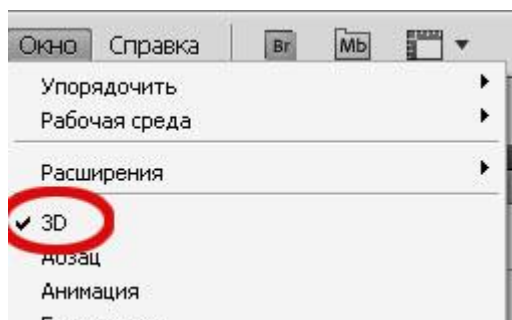 Окно Справка Br Mb
Упорядочить
Рабочая среда
Расширения
3D
Абзац
Анимация